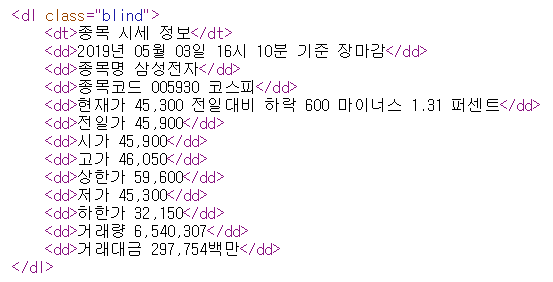 <dl class="blind">
<dt>종목 시세 정보</dt>
<dd>2019년 05월 03일 16시 10분 기준 장마감</dd>
<dd>종목명 삼성전자</dd>
<dd>종목코드 005930 코스피</dd>
<dd>현재가 45,300 전일대비 하락 600 마이너스 1.31 퍼센트</dd>
<dd>전일가 45,900</dd>
<dd>시가 45,900</dd>
<dd>고가 46,050</dd>
<dd>상한가 59,600</dd>
<dd>저가 45,300</dd>
<dd>하한가 32,150</dd>
<dd>거래량 6,540,307</dd>
<dd>거래대금 297,754백만</dd>
</dl>